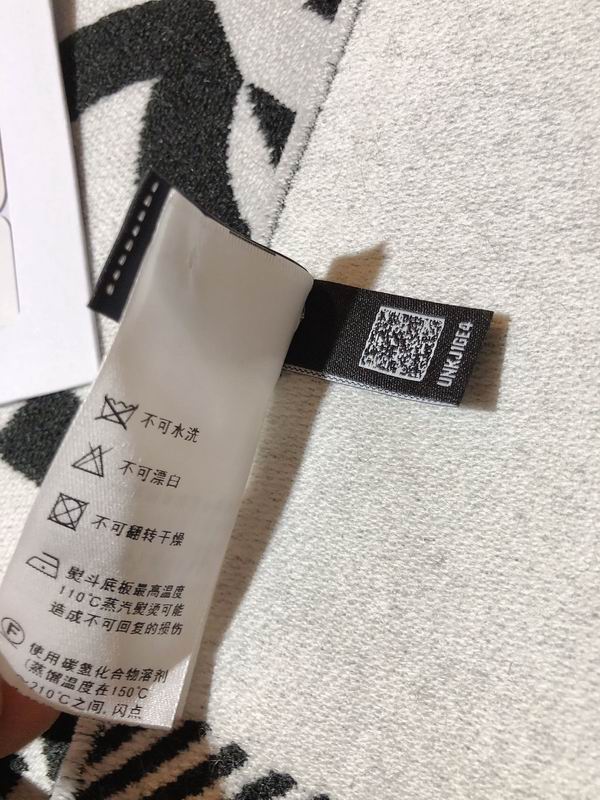 UNKJIGE4
不可水洗
不可漂白
不可翻转干燥
熨斗底板最高温度
110℃蒸汽熨烫可能
造成不可回复的损伤
F
使用碳氢化合物溶剂
(蒸馏温度在150℃
~210℃之间,闪点